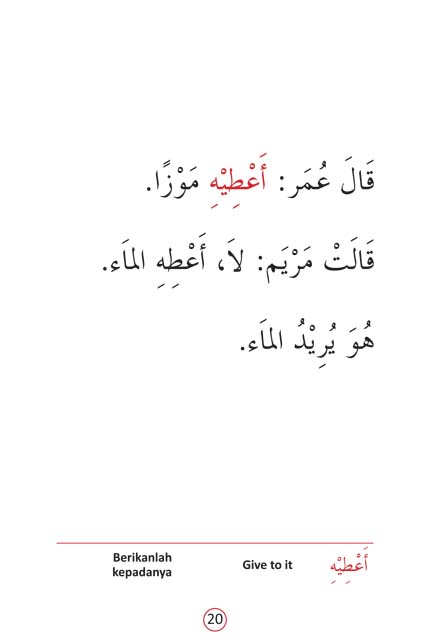 قَالَ عُمَر: أَعْطِيْهِ مَوْزًا.
قَالَتْ مَرْيَم: لاَ، أَعْطِهِ المَاء.
هُوَ يُرِيْدُ المَاء.
أَعْطِيْهِ Give to it Berikanlah
kepadanya
20